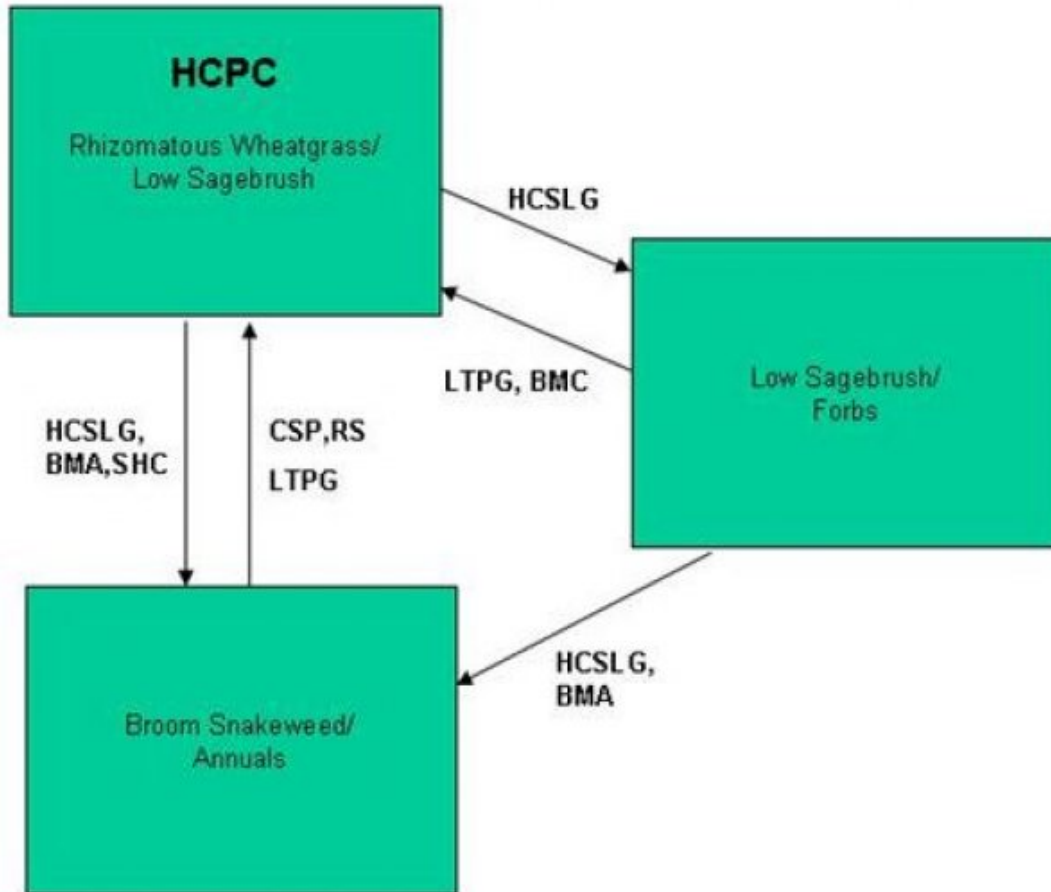 HCPC
Rhizomatous Wheatgrass/
Low Sagebrush
HCSLG
LTPG, BMC
Low Sagebrush/
Forbs
HCSLG,
BMA,SHC
CSP,RS
LTPG
HCSLG,
BMA
Broom Snakeweed/
Annuals